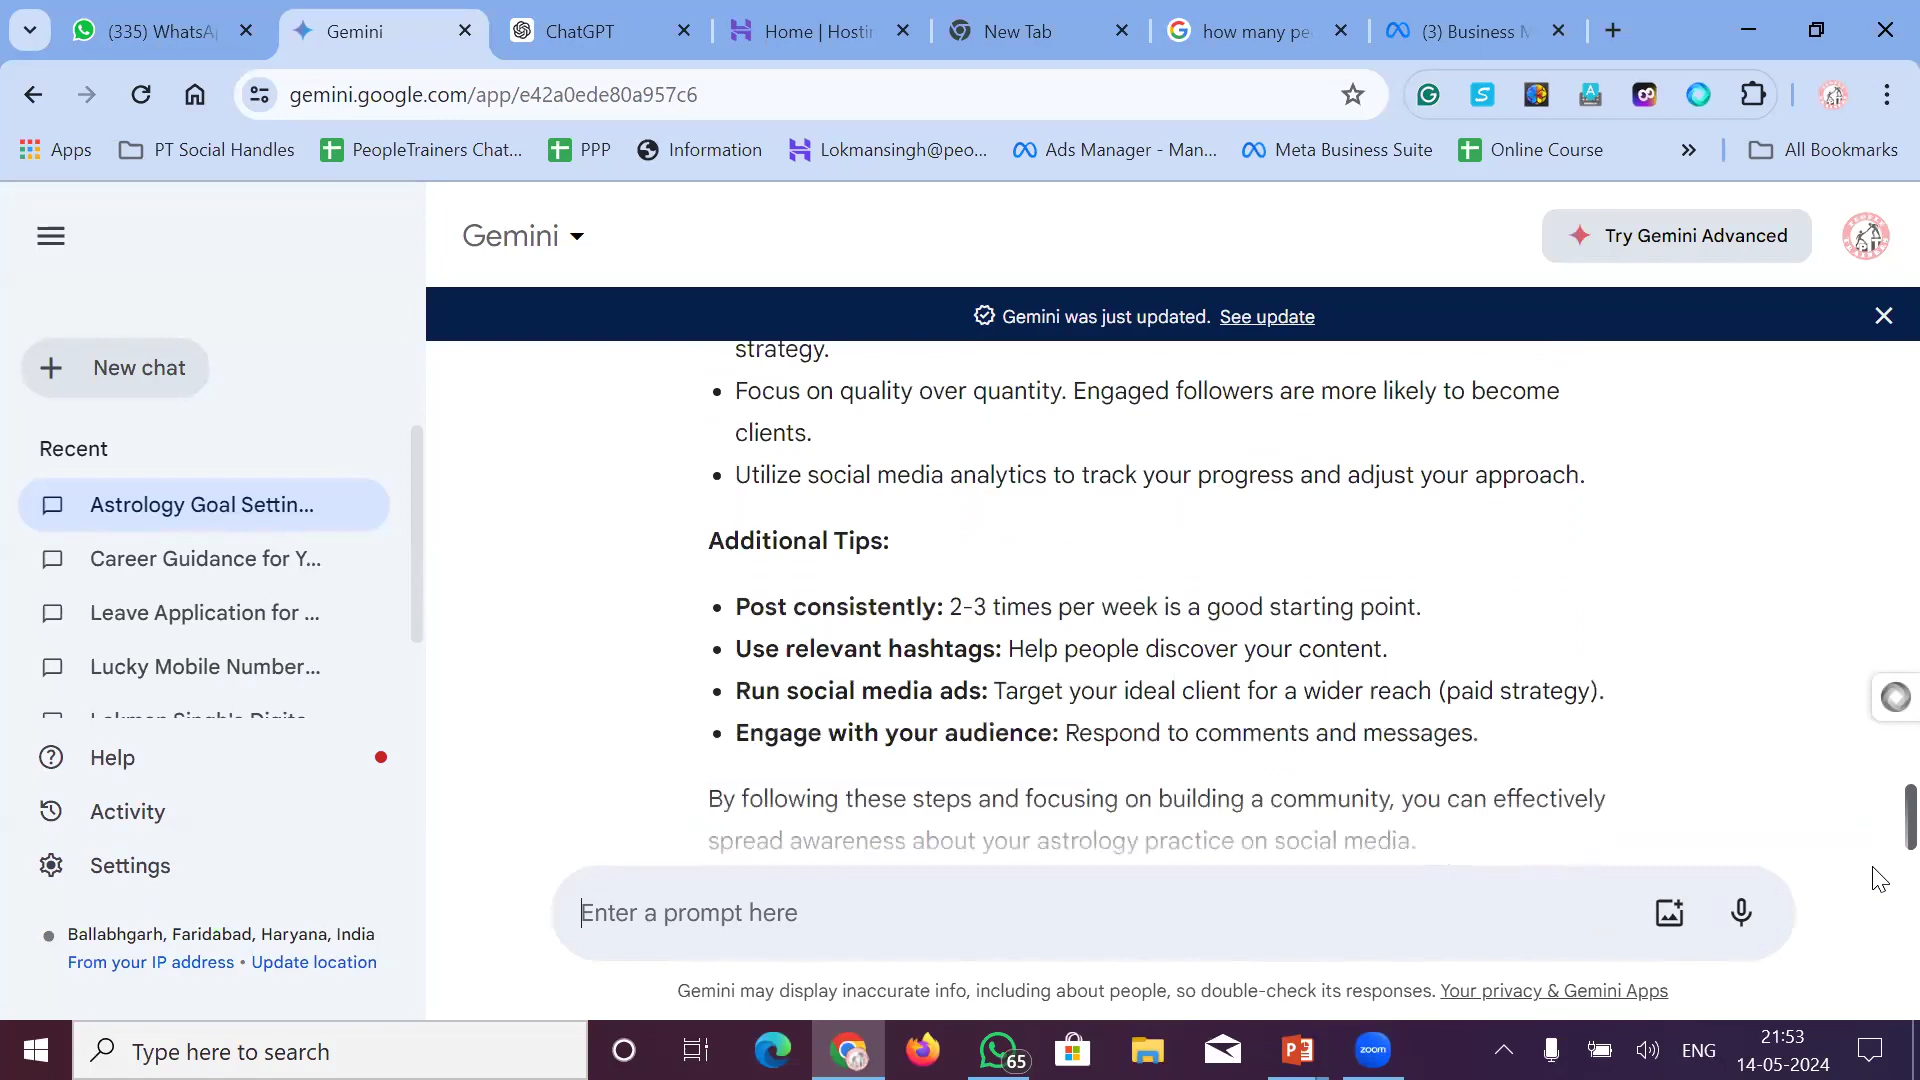 (335) WhatsA
Gemini
ChatGPT
Home | Hostin
New Tab
how many pe
(3) Business M
gemini.google.com/app/e42a0ede80a957c6
Apps
PT Social Handles
PeopleTrainers Chat...
PPP
Information
Lokmansingh@peo...
Ads Manager - Man...
Meta Business Suite
Online Course
All Bookmarks
Gemini
Try Gemini Advanced
Gemini was just updated. See update
New chat
Recent
Astrology Goal Settin...
Career Guidance for Y...
Leave Application for ...
Lucky Mobile Number...
Lokman Singh's Digita
Help
Activity
Settings
Ballabhgarh, Faridabad, Haryana, India
From your IP address • Update location
strategy.
• Focus on quality over quantity. Engaged followers are more likely to become
clients.
• Utilize social media analytics to track your progress and adjust your approach.
Additional Tips:
• Post consistently: 2-3 times per week is a good starting point.
• Use relevant hashtags: Help people discover your content.
• Run social media ads: Target your ideal client for a wider reach (paid strategy).
• Engage with your audience: Respond to comments and messages.
By following these steps and focusing on building a community, you can effectively
spread awareness about your astrology practice on social media.
Enter a prompt here
Gemini may display inaccurate info, including about people, so double-check its responses. Your privacy & Gemini Apps
Type here to search
65
zoom
ENG
21:53
14-05-2024